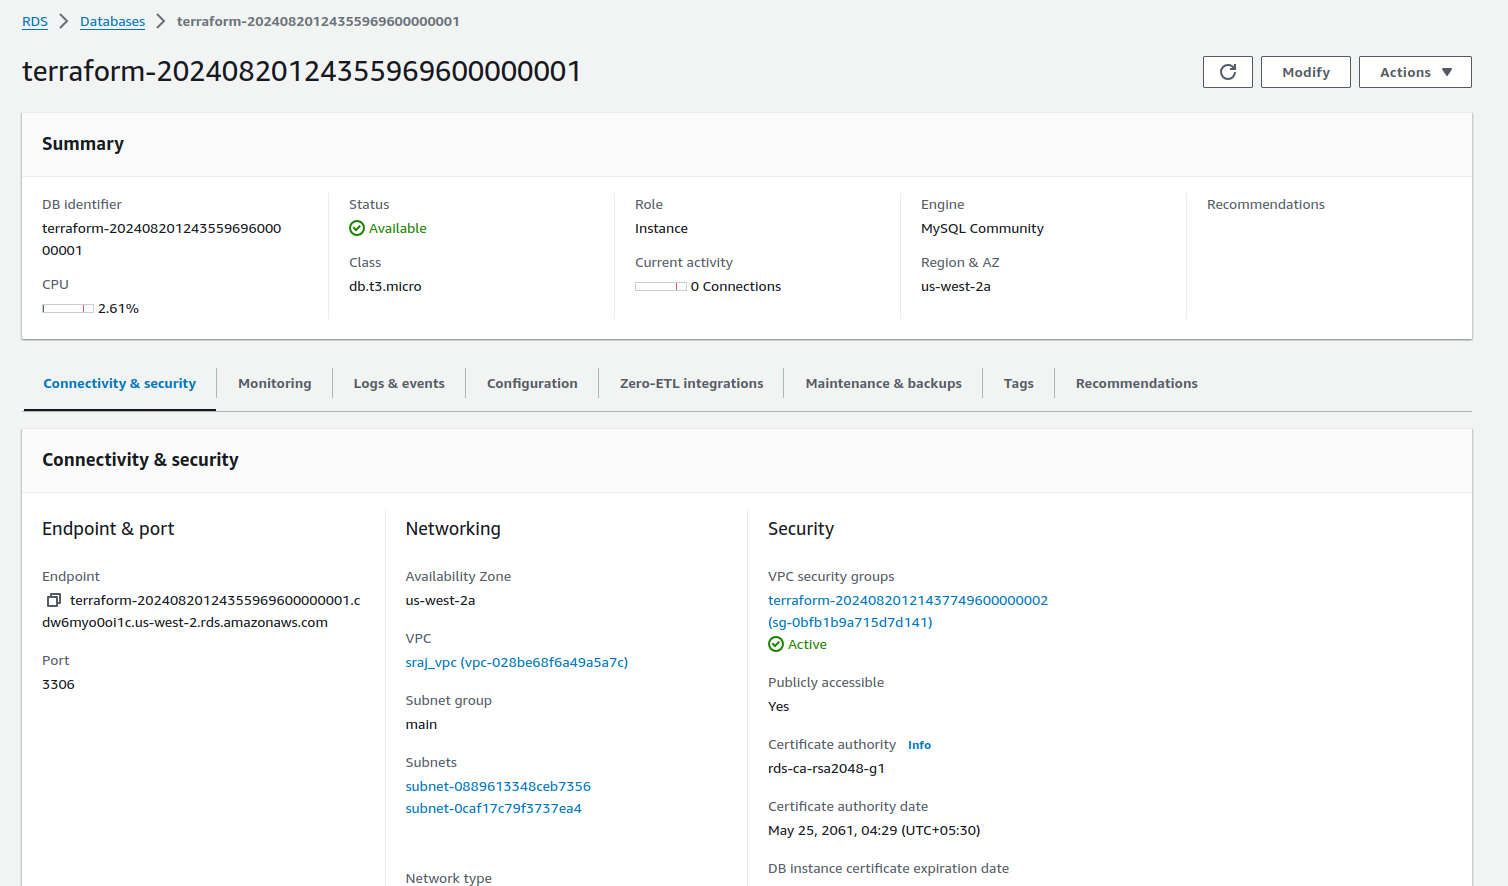 RDS > Databases > terraform-20240820124355969600000001
terraform-20240820124355969600000001
Modify
Actions
Summary
DB identifier
terraform-202408201243559696000
00001
CPU
2.61%
Status
Available
Class
db.t3.micro
Role
Instance
Current activity
0 Connections
Engine
MySQL Community
Region & AZ
us-west-2a
Recommendations
Connectivity & security
Monitoring
Logs & events
Configuration
Zero-ETL integrations
Maintenance & backups
Tags
Recommendations
Connectivity & security
Endpoint & port
Endpoint
terraform-20240820124355969600000001.c
dw6myo0oi1c.us-west-2.rds.amazonaws.com
Port
3306
Networking
Availability Zone
us-west-2a
VPC
sraj_vpc (vpc-028be68f6a49a5a7c)
Subnet group
main
Subnets
subnet-0889613348ceb7356
subnet-0caf17c79f3737ea4
Network type
Security
VPC security groups
terraform-20240820121437749600000002
(sg-0bfb1b9a715d7d141)
Active
Publicly accessible
Yes
Certificate authority Info
rds-ca-rsa2048-g1
Certificate authority date
May 25, 2061, 04:29 (UTC+05:30)
DB instance certificate expiration date